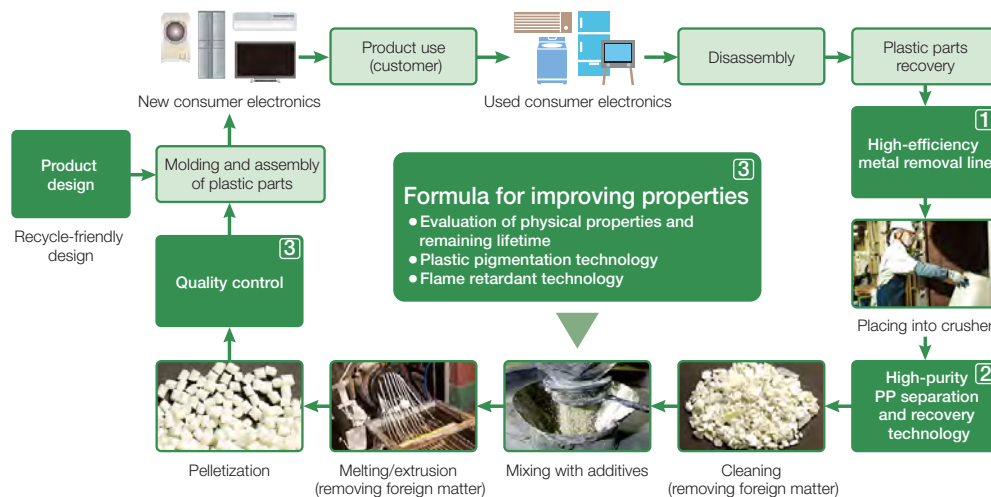 New consumer electronics
Product use
(customer)
Used consumer electronics
Disassembly
Plastic parts
recovery
1
High-efficiency
metal removal line
Placing into crusher
2
High-purity
PP separation
and recovery
technology
Cleaning
(removing foreign matter)
Mixing with additives
Melting/extrusion
(removing foreign matter)
Pelletization
3
Quality control
Molding and assembly
of plastic parts
Product
design
Recycle-friendly
design
3
Formula for improving properties
● Evaluation of physical properties and
remaining lifetime
● Plastic pigmentation technology
● Flame retardant technology